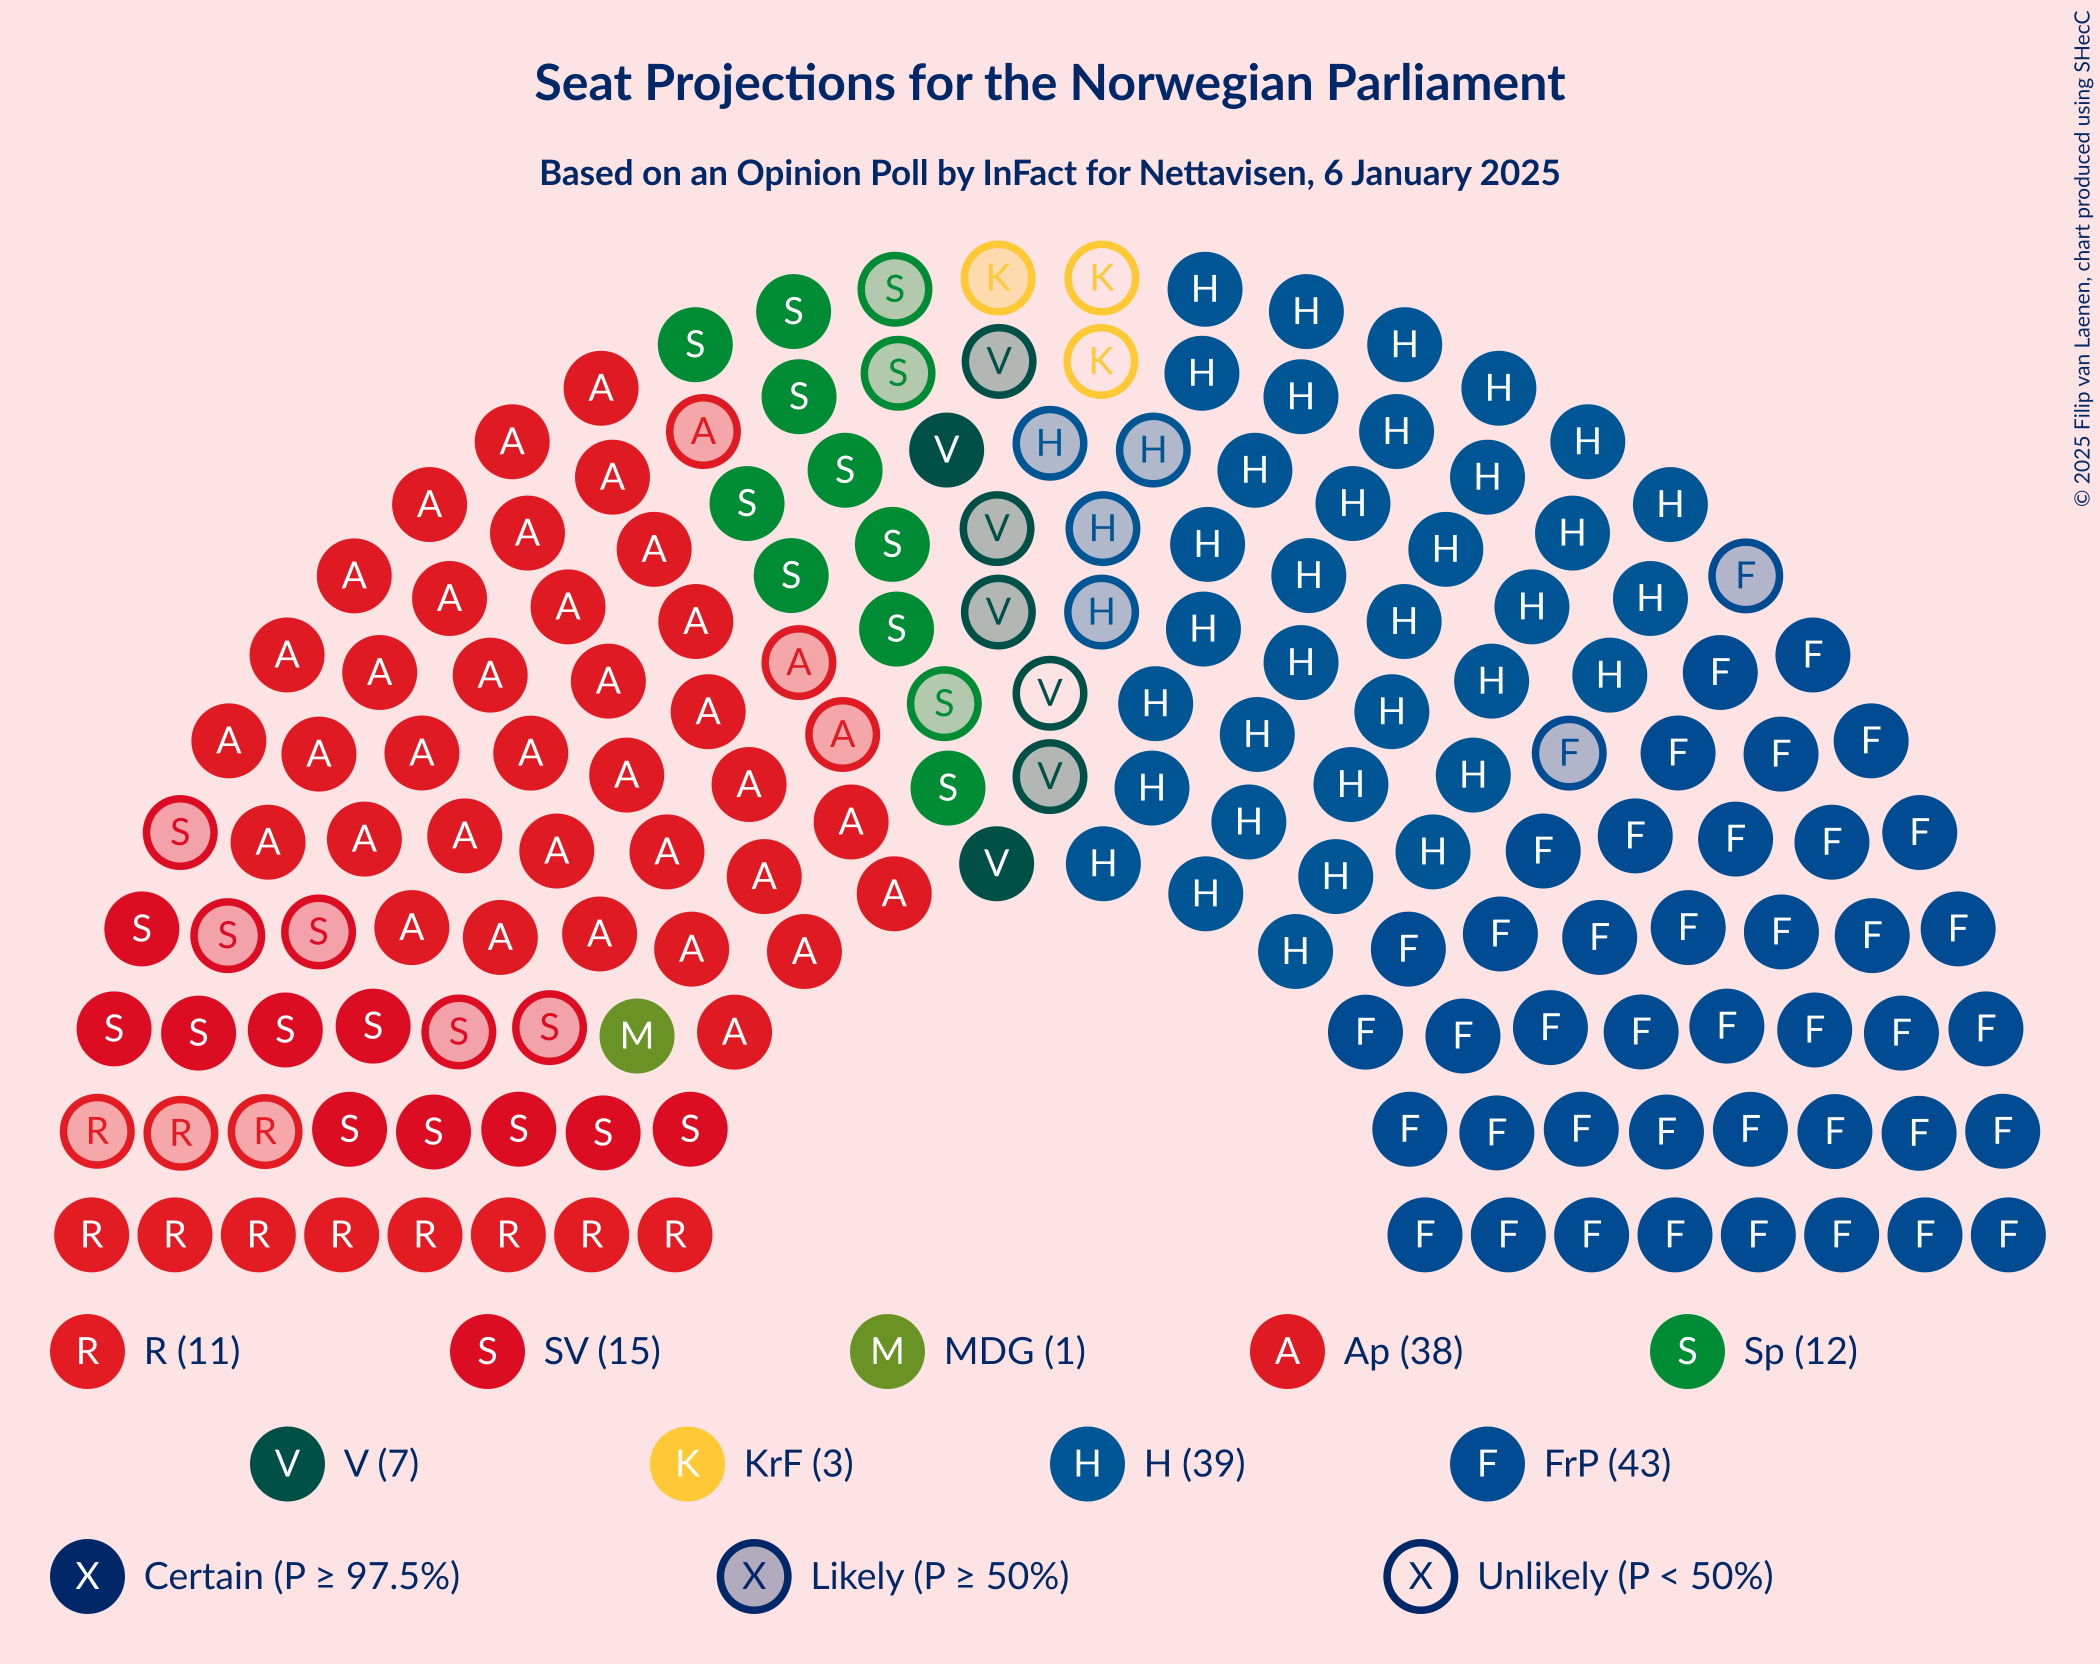 Seat Projections for the Norwegian Parliament
Based on an Opinion Poll by InFact for Nettavisen, 6 January 2025
© 2025 Filip van Laenen, chart produced using SHecC
S K K H
S S H
S H
A V K H H
S A S H H
A S V H H H H
A A S H H H
A A S V H H H H
A A S H H H F
A A A S V H H H H
A A A A S V H H H H F F
A A A A A S H H H F F F F
A A A A A A S V H H H H F F F F F
S A A A A A A A V H H H H F F F F F
S S S A A A A A A H H F F F F F F F
S S S S S S M A F F F F F F F F
R R R S S S S S F F F F F F F F
R R R R R R R R F F F F F F F F
R R (11) S SV (15) M MDG (1) A Ap (38) S Sp (12)
V V (7) K KrF (3) H H (39) F FrP (43)
X Certain (P ≥ 97.5%) X Likely (P ≥ 50%) X Unlikely (P < 50%)